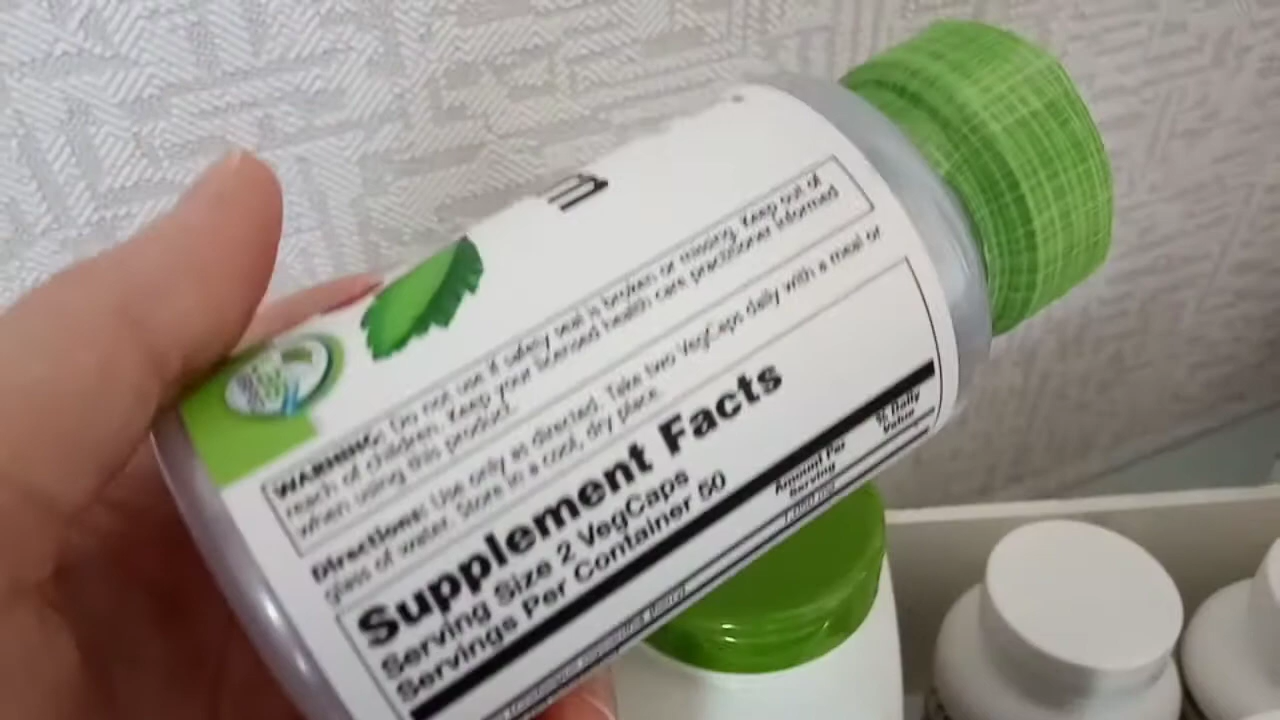 WARNING: Do not use if safety seal is broken or missing. Keep out of
reach of children. Keep your licensed health care practitioner informed
when using this product.
Directions: Use only as directed. Take two VegCaps daily with a meal or
glass of water. Store in a cool, dry place.
Supplement Facts
Serving Size 2 VegCaps
Servings Per Container 50
Amount Per
Serving
% Daily
Value